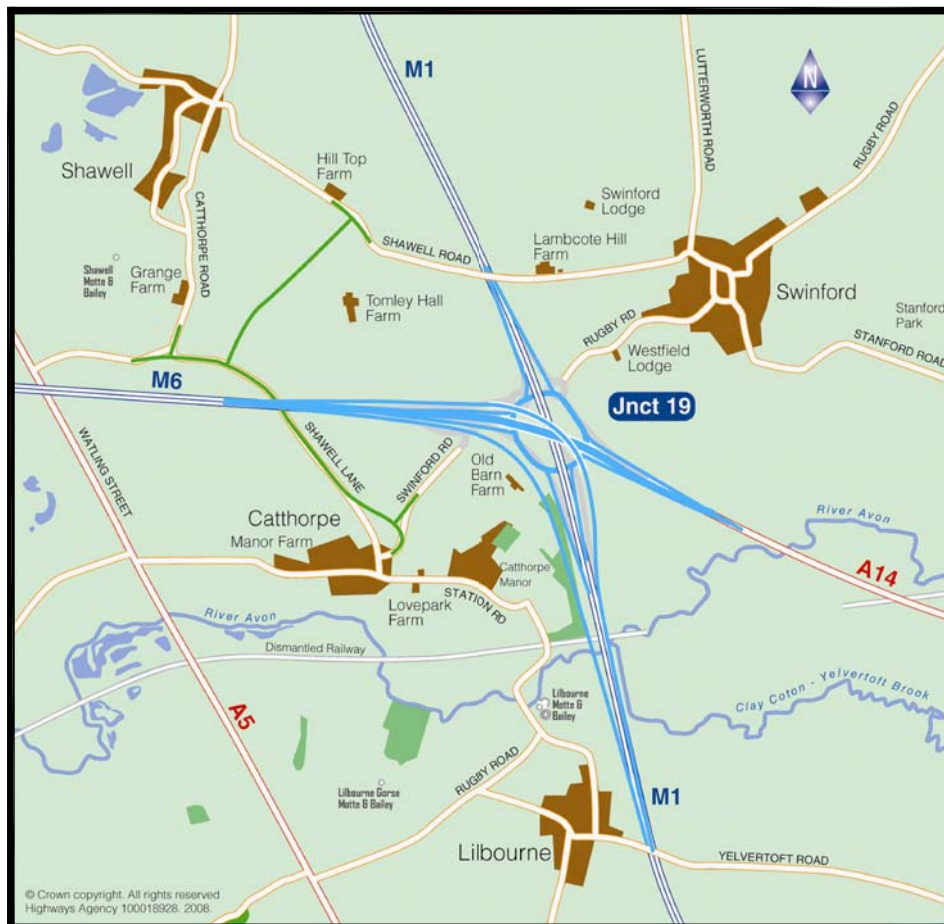 M1
N
LUTTERWORTH ROAD
RUGBY ROAD
Shawell
Hill Top
Farm
Swinford
Lodge
CATTHORPE ROAD
SHAWELL ROAD
Lambcote Hill
Farm
Shawell
Motte &
Bailey
Grange
Farm
Tomley Hall
Farm
Swinford
Stanford
Park
RUGBY RD
STANFORD ROAD
Westfield
Lodge
M6
Jnct 19
WATLING STREET
SHAWELL LANE
SWINFORD RD
Old
Barn
Farm
Catthorpe
Manor Farm
Catthorpe
Manor
River Avon
A14
Lovepark
Farm
STATION RD
River Avon
Dismantled Railway
Lilbourne
Motte &
Bailey
Clay Coton - Yelvertoft Brook
A5
RUGBY ROAD
Lilbourne Gorse
Motte & Bailey
M1
Lilbourne
YELVERTOFT ROAD
© Crown copyright. All rights reserved
Highways Agency 100018928. 2008.